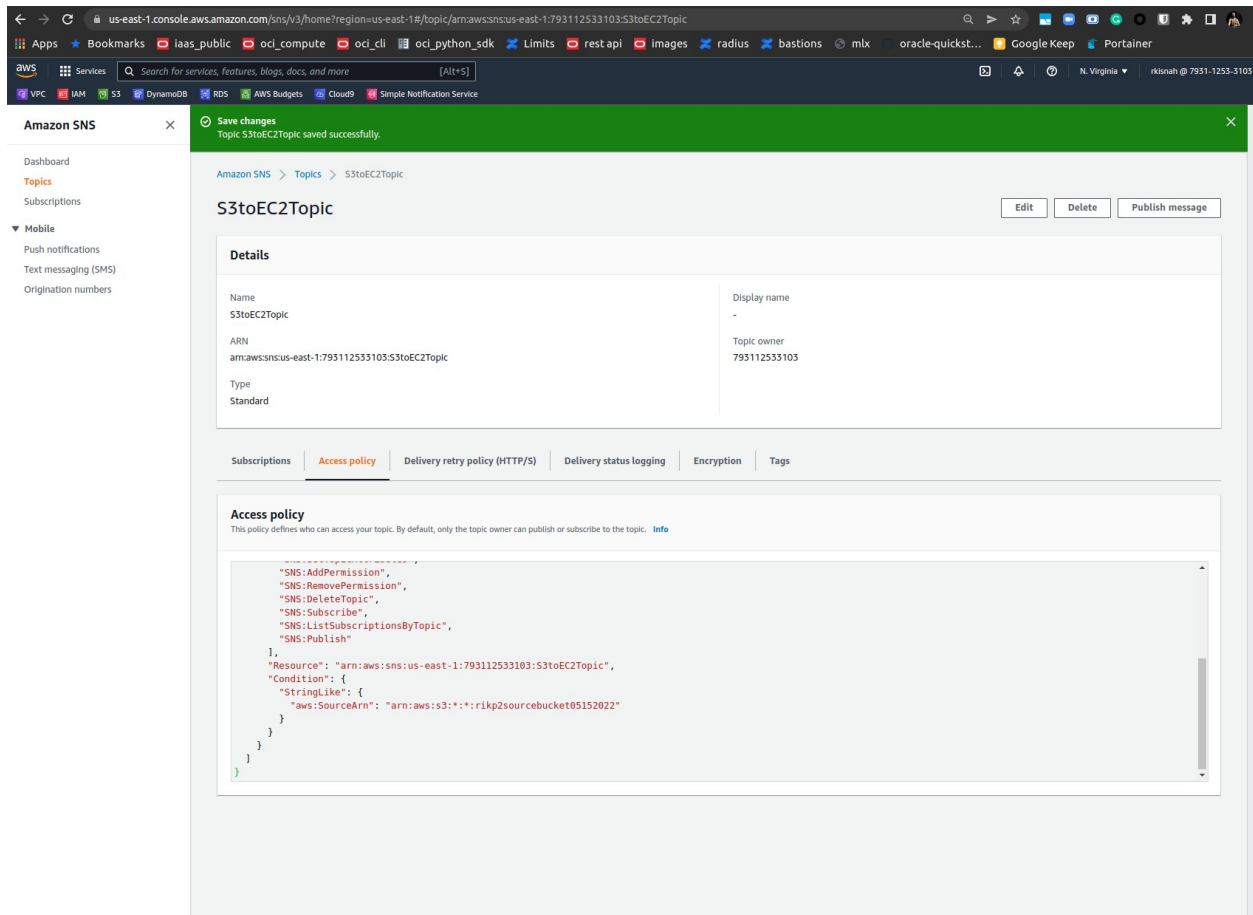 us-east-1.console.aws.amazon.com/sns/v3/home?region=us-east-1#/topic/arn:aws:sns:us-east-1:793112533103:S3toEC2Topic
Apps Bookmarks iaas_public oci_compute oci_cli oci_python_sdk Limits rest api images radius bastions mlx oracle-quickst... Google Keep Portainer
aws Services Search for services, features, blogs, docs, and more [Alt+S] N. Virginia ▼ rkisnah @ 7931-1253-3103
VPC IAM S3 DynamoDB RDS AWS Budgets Cloud9 Simple Notification Service
Amazon SNS
Dashboard
Topics
Subscriptions
▼ Mobile
Push notifications
Text messaging (SMS)
Origination numbers
Save changes
Topic S3toEC2Topic saved successfully.
Amazon SNS > Topics > S3toEC2Topic
S3toEC2Topic
Edit Delete Publish message
Details
Name
S3toEC2Topic
ARN
arn:aws:sns:us-east-1:793112533103:S3toEC2Topic
Type
Standard
Display name
-
Topic owner
793112533103
Subscriptions Access policy Delivery retry policy (HTTP/S) Delivery status logging Encryption Tags
Access policy
This policy defines who can access your topic. By default, only the topic owner can publish or subscribe to the topic. Info
"SNS:AddPermission",
"SNS:RemovePermission",
"SNS:DeleteTopic",
"SNS:Subscribe",
"SNS:ListSubscriptionsByTopic",
"SNS:Publish"
],
"Resource": "arn:aws:sns:us-east-1:793112533103:S3toEC2Topic",
"Condition": {
"StringLike": {
"aws:SourceArn": "arn:aws:s3:*:*:rikp2sourcebucket05152022"
}
}
}
]
}